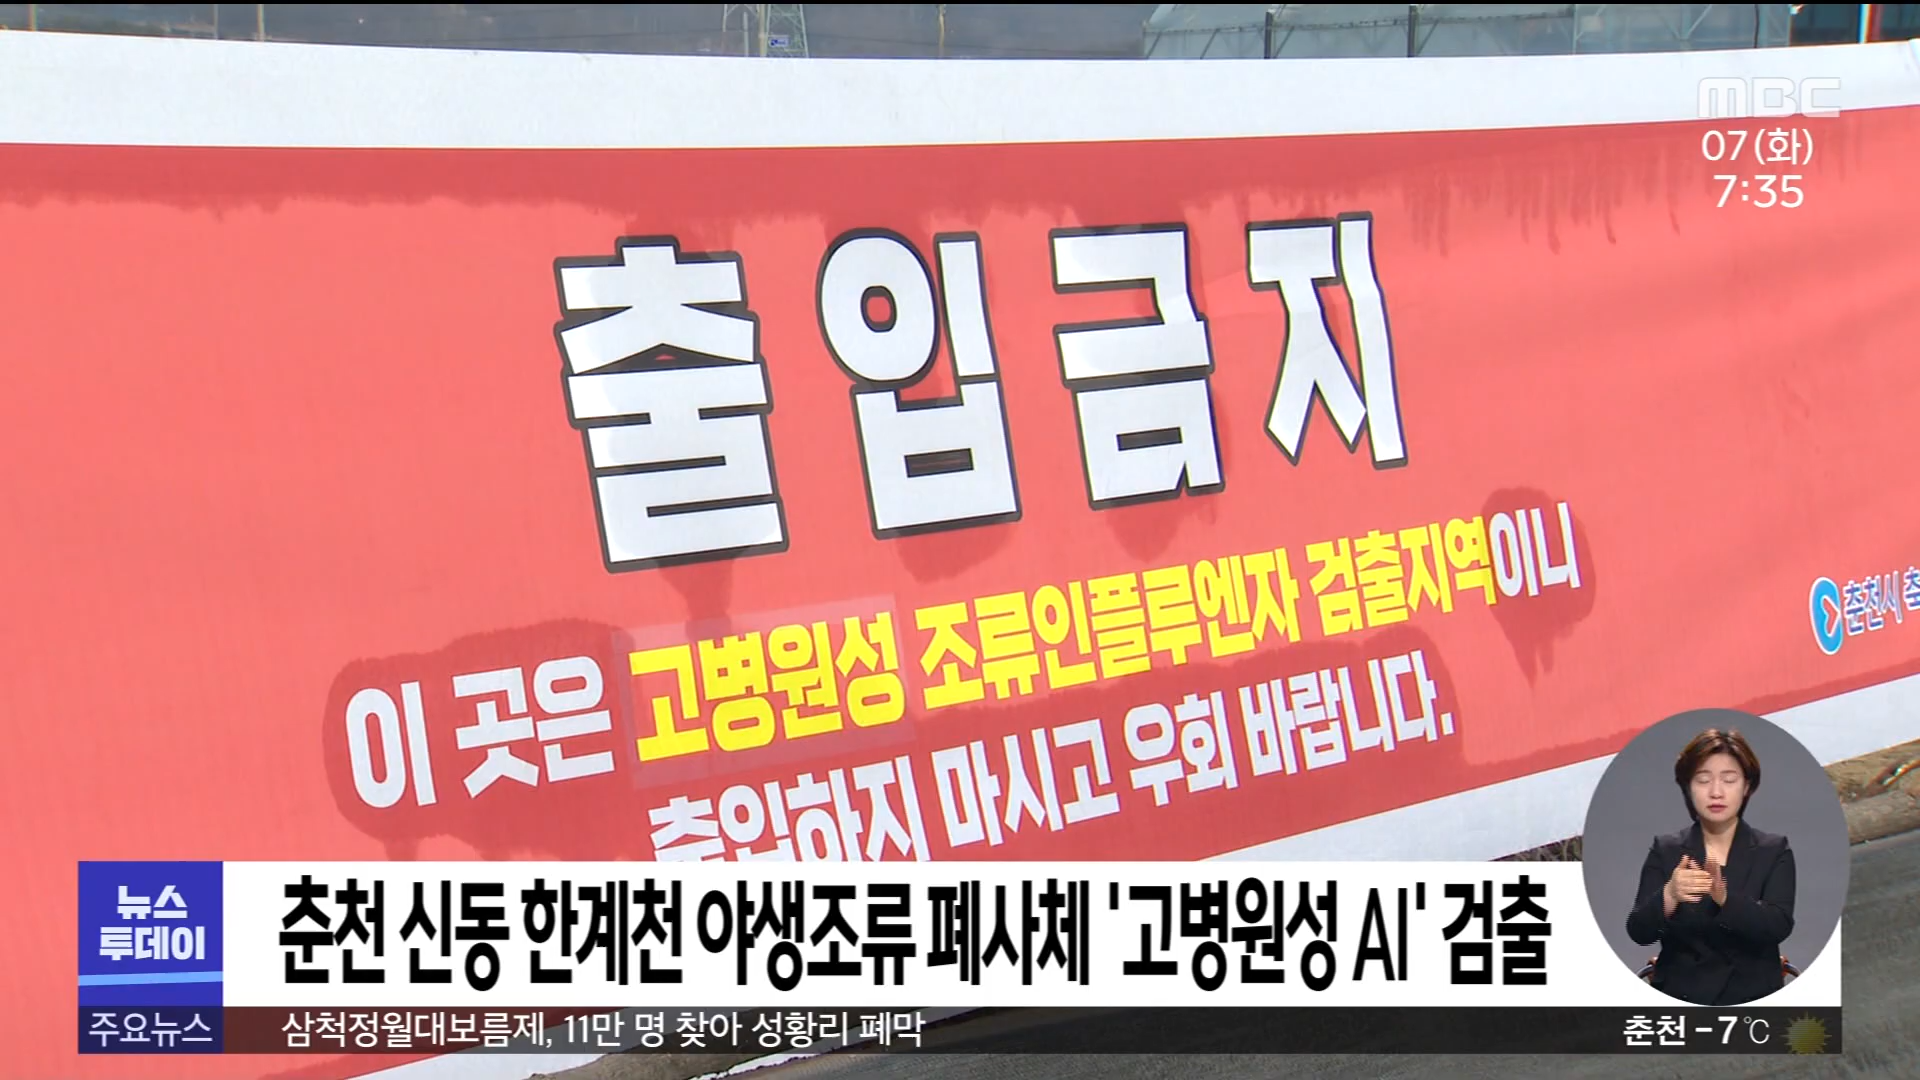 MBC
07(화)
7:35
출입금지
이 곳은 고병원성 조류인플루엔자 검출지역이니
출입하지 마시고 우회 바랍니다.
춘천시
뉴스
투데이
춘천 신동 한계천 야생조류 폐사체 '고병원성 AI' 검출
주요뉴스
삼척정월대보름제, 11만 명 찾아 성황리 폐막
춘천 -7℃